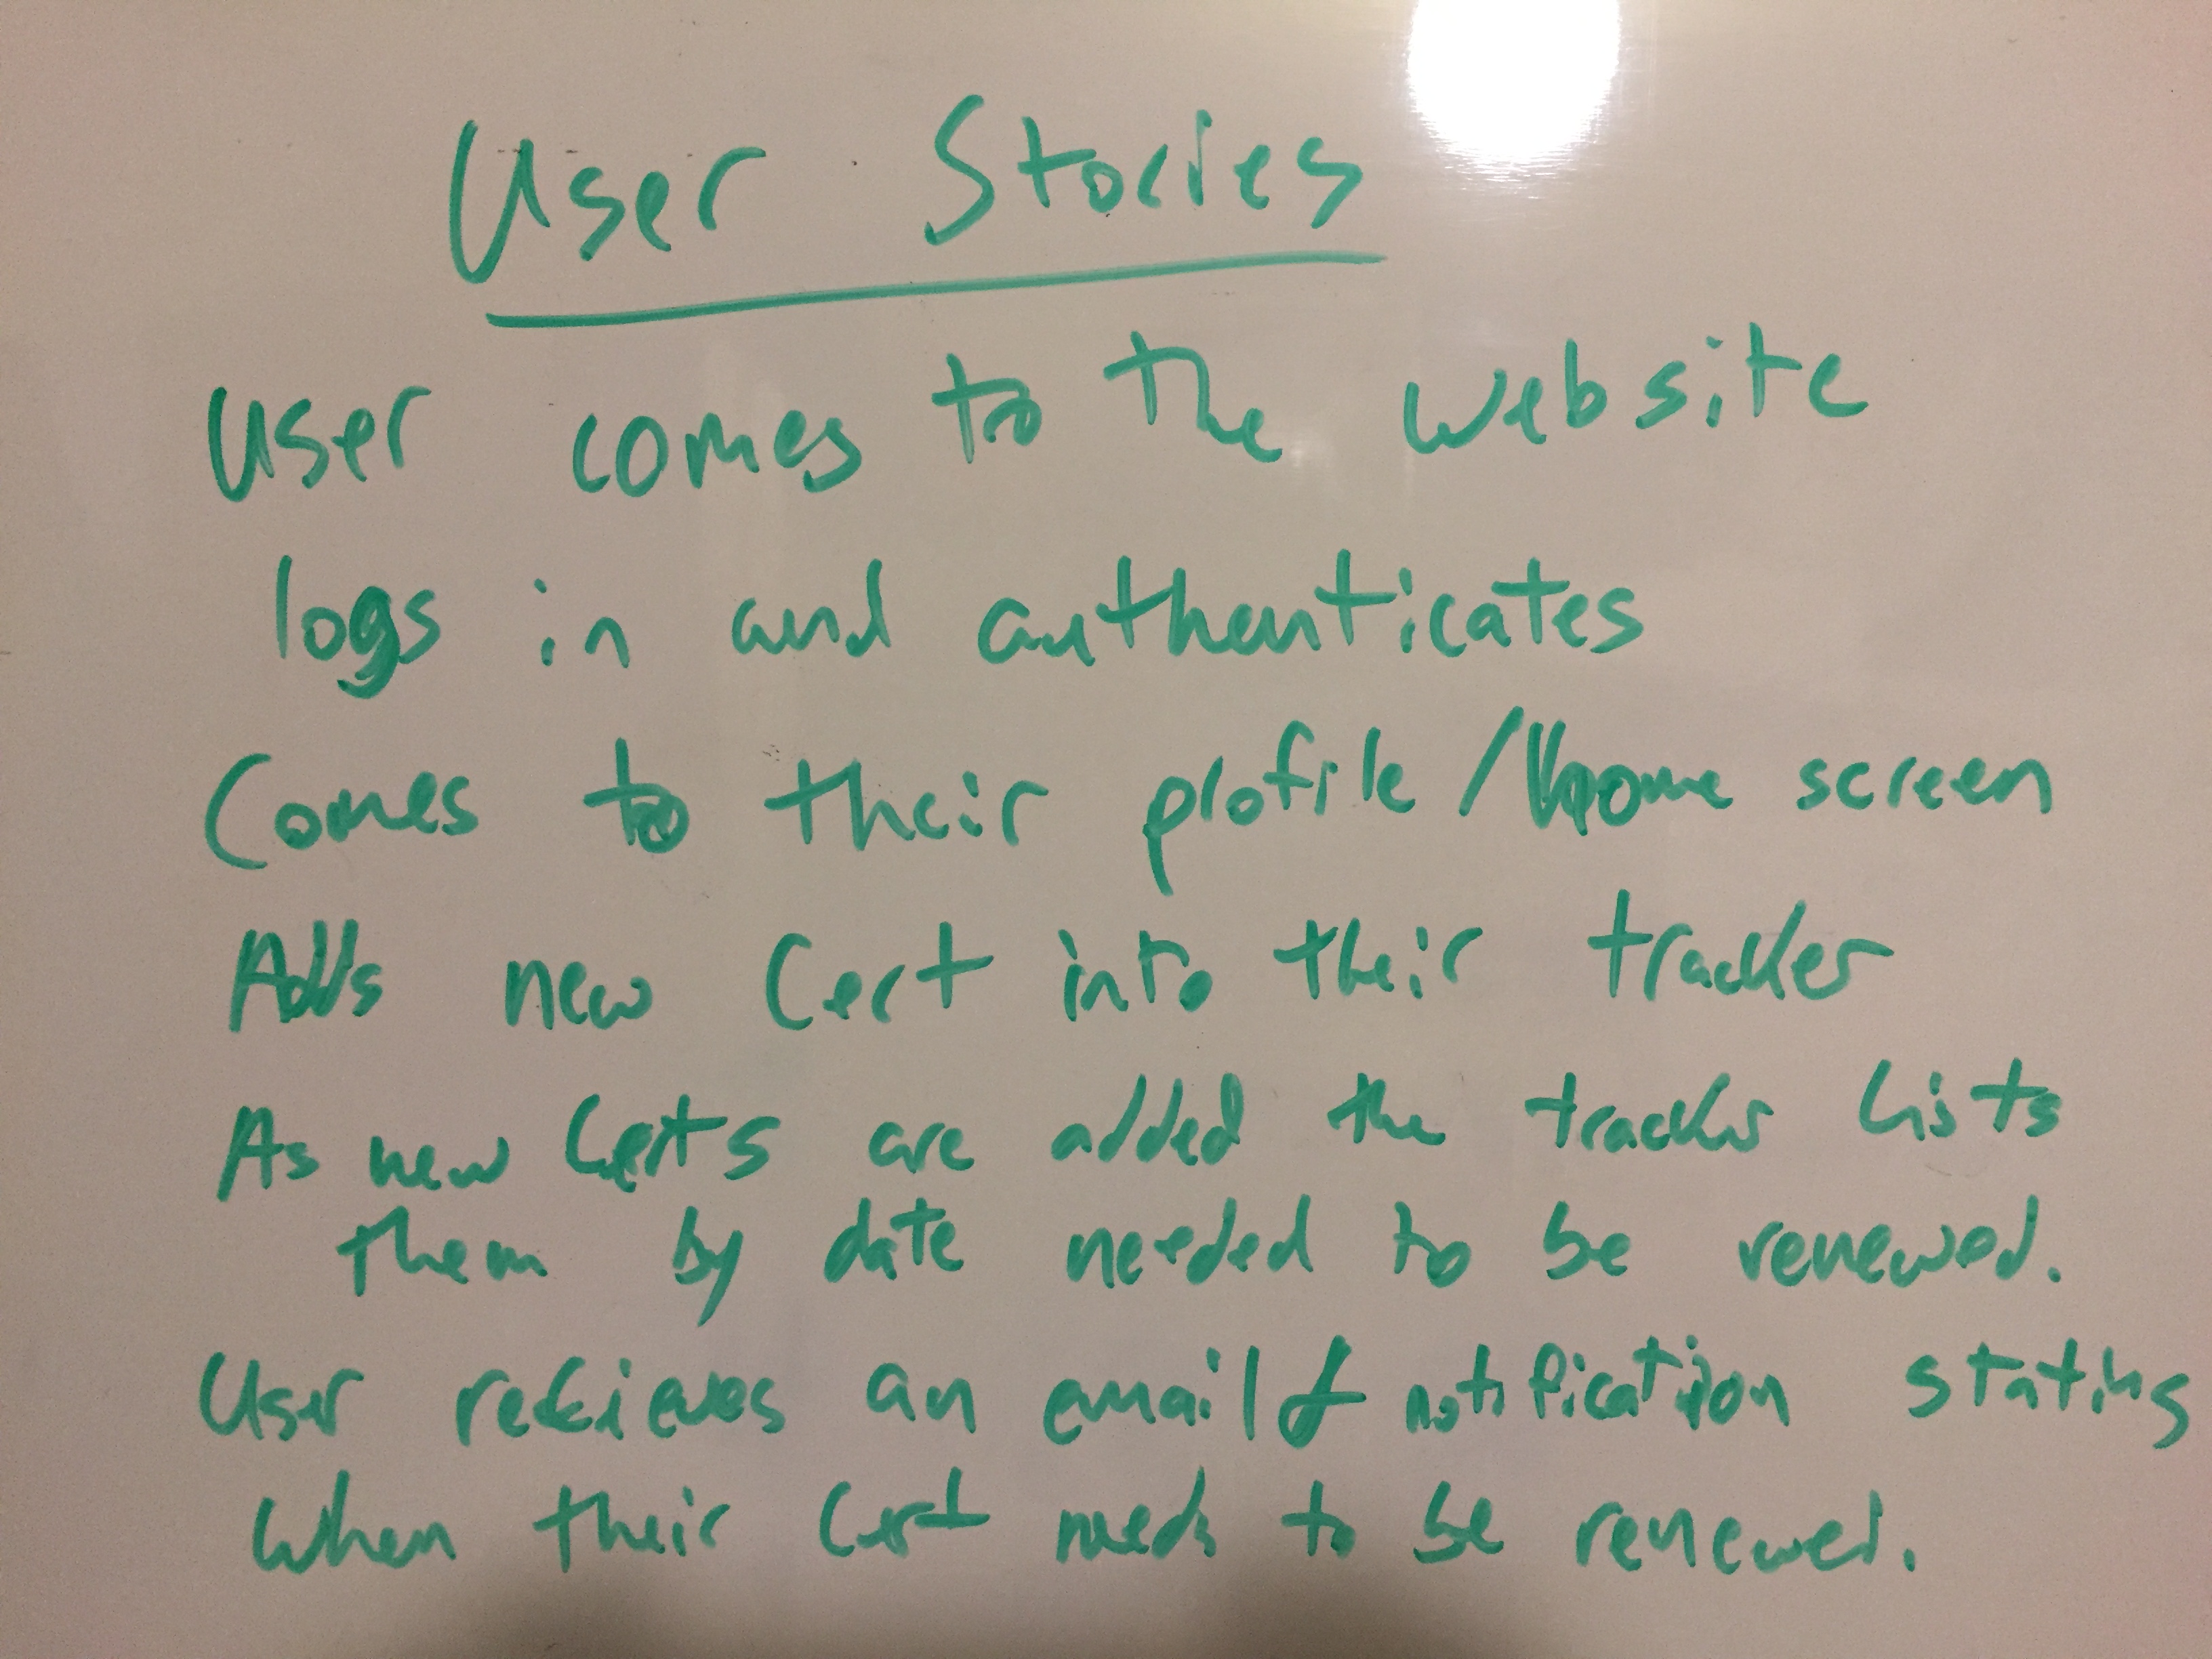 User Stories
User comes to the website
logs in and authenticates
Comes to their profile / home screen
Adds new Cert into their tracker
As new Certs are added the tracker lists
them by date needed to be renewed.
User recieves an email & notification stating
when their Cert needs to be renewed.